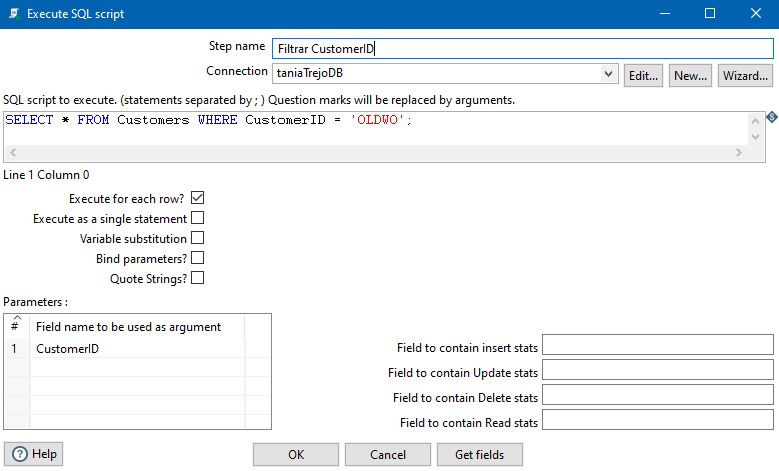 Execute SQL script
Step name Filtrar CustomerID
Connection taniaTrejoDB Edit... New... Wizard...
SQL script to execute. (statements separated by ; ) Question marks will be replaced by arguments.
SELECT * FROM Customers WHERE CustomerID = 'OLDWO';
Line 1 Column 0
Execute for each row?
Execute as a single statement
Variable substitution
Bind parameters?
Quote Strings?
Parameters :
# Field name to be used as argument
1 CustomerID
Field to contain insert stats
Field to contain Update stats
Field to contain Delete stats
Field to contain Read stats
Help OK Cancel Get fields